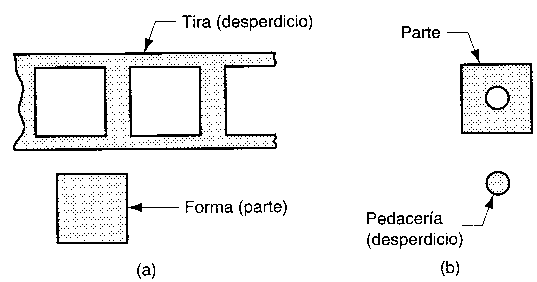 Tira (desperdicio)
Forma (parte)
(a)
Parte
Pedacería
(desperdicio)
(b)